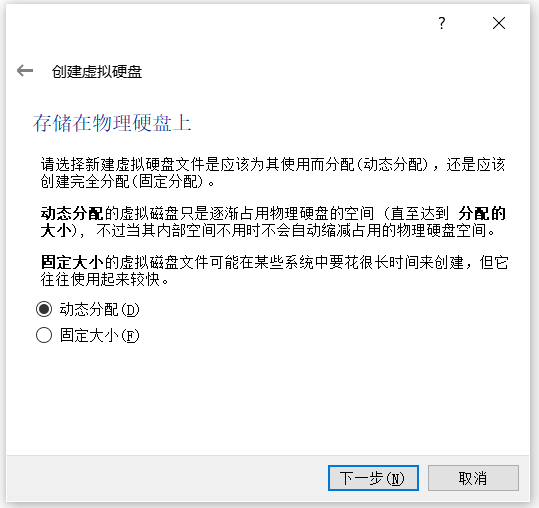 ?
创建虚拟硬盘
存储在物理硬盘上
请选择新建虚拟硬盘文件是应该为其使用而分配(动态分配)，还是应该
创建完全分配(固定分配)。
动态分配的虚拟磁盘只是逐渐占用物理硬盘的空间 (直至达到 分配的
大小)，不过当其内部空间不用时不会自动缩减占用的物理硬盘空间。
固定大小的虚拟磁盘文件可能在某些系统中要花很长时间来创建，但它
往往使用起来较快。
动态分配(D)
固定大小(F)
下一步(N)
取消